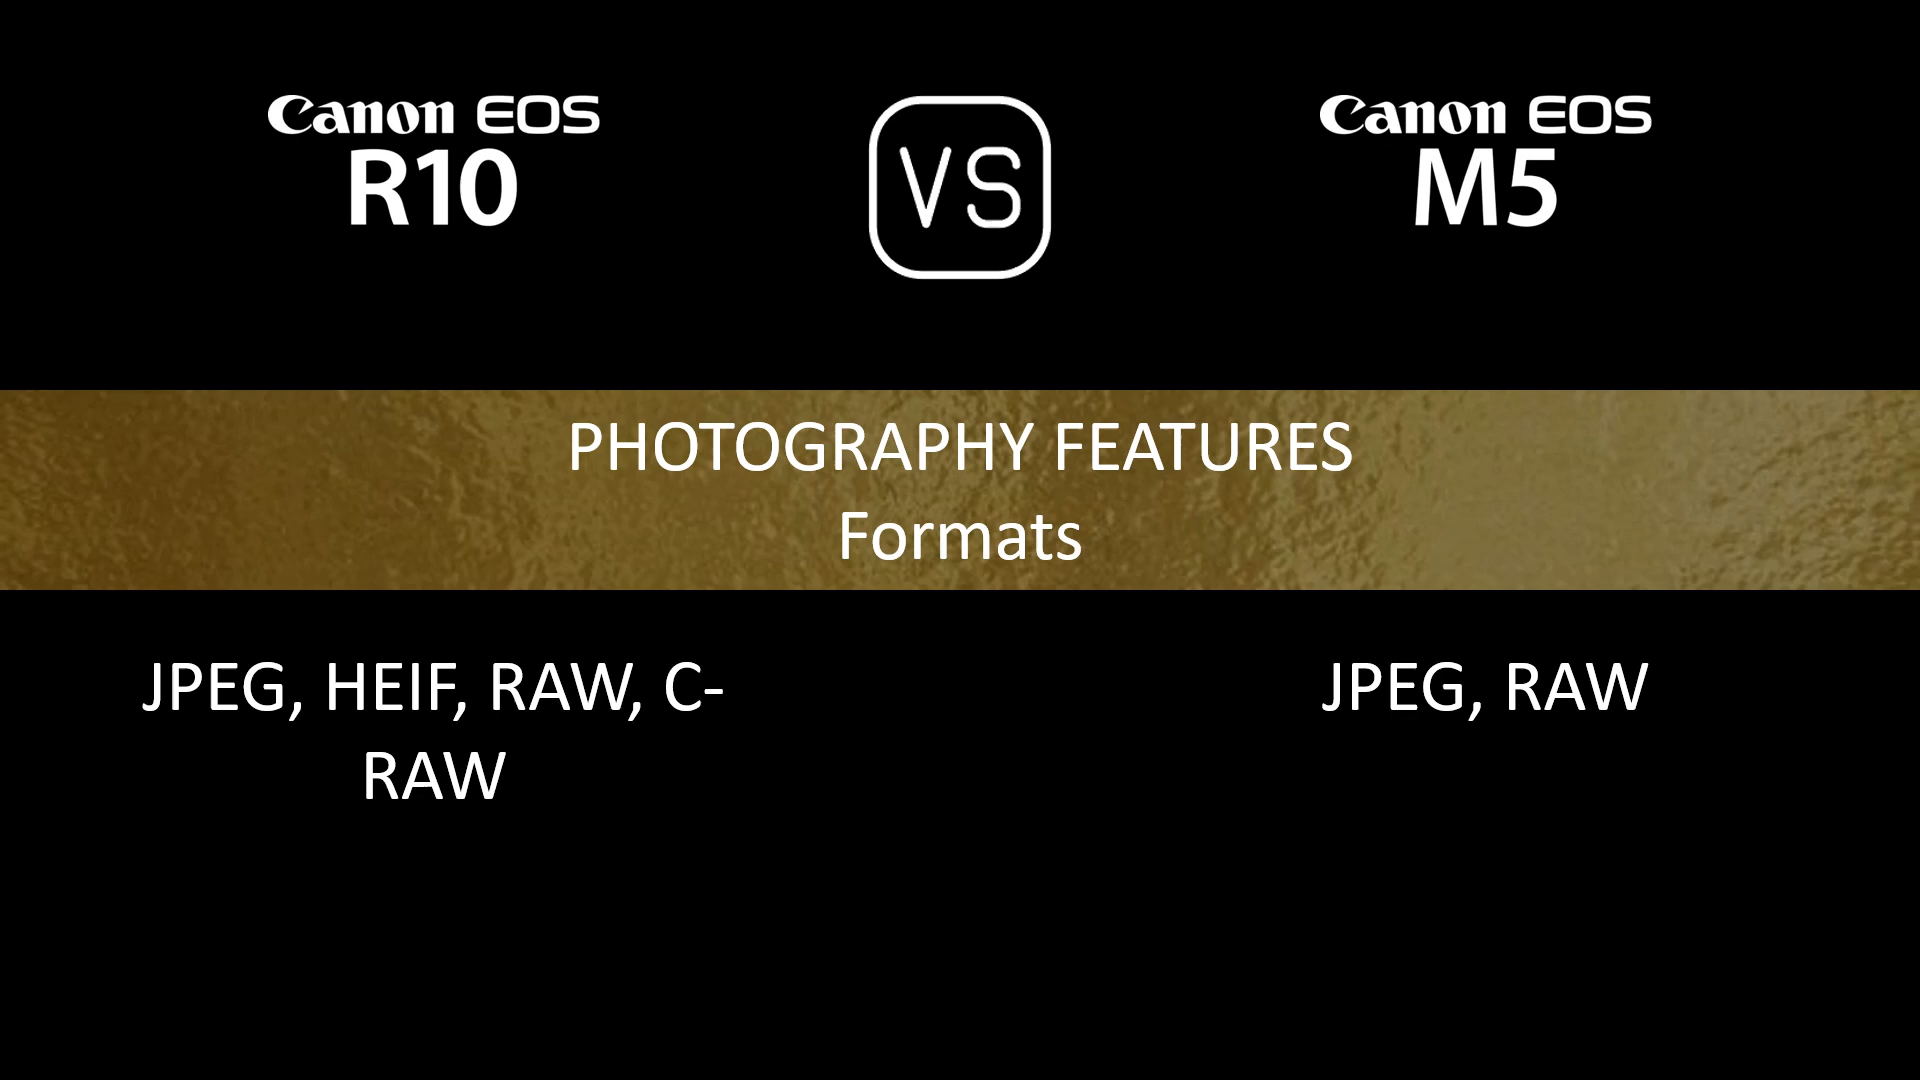 Canon EOS
R10
VS
Canon EOS
M5
PHOTOGRAPHY FEATURES
Formats
JPEG, HEIF, RAW, C-
RAW
JPEG, RAW